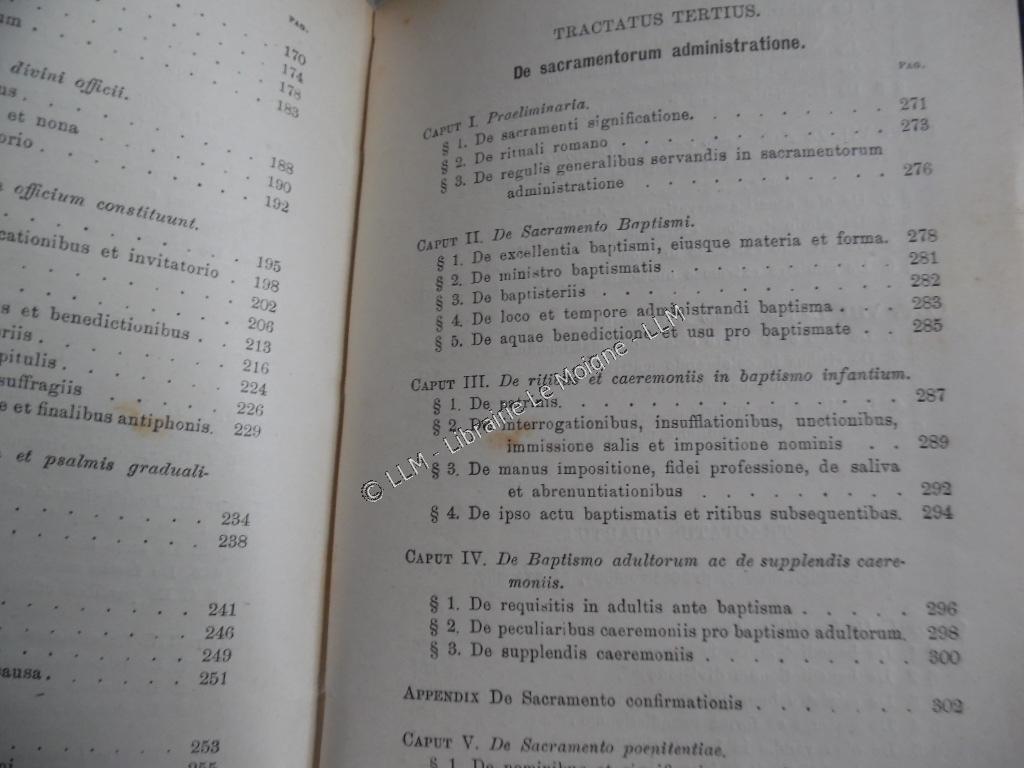 PAG.
170
174
178
183
divini officii.
et nona
188
190
192
officium constituunt.
195
et invitatorio
198
202
206
et benedictionibus . .
213
216
224
suffragiis
226
e et finalibus antiphonis. 229
et psalmis graduali-
234
238
241
246
249
251
253
TRACTATUS TERTIUS.
De sacramentorum administratione.
PAG.
CAPUT I. Praeliminaria.
§ 1. De sacramenti significatione. . . . . . . . . 271
§ 2. De rituali romano . . . . . . . . . . . 273
§ 3. De regulis generalibus servandis in sacramentorum
administratione . . . . . . . . . . 276
CAPUT II. De Sacramento Baptismi.
§ 1. De excellentia baptismi, eiusque materia et forma. 278
§ 2. De ministro baptismatis . . . . . . . . . 281
§ 3. De baptisteriis . . . . . . . . . . . . 282
§ 4. De loco et tempore administrandi baptisma . . . 283
§ 5. De aquae benedictione et usu pro baptismate . . 285
CAPUT III. De ritibus et caeremoniis in baptismo infantium.
§ 1. De patrinis. . . . . . . . . . . . . . 287
§ 2. De interrogationibus, insufflationibus, unctionibus,
immissione salis et impositione nominis . . 289
§ 3. De manus impositione, fidei professione, de saliva
et abrenuntiationibus . . . . . . . . . 292
§ 4. De ipso actu baptismatis et ritibus subsequentibus. 294
CAPUT IV. De Baptismo adultorum ac de supplendis caere-
moniis.
§ 1. De requisitis in adultis ante baptisma . . . . . 296
§ 2. De peculiaribus caeremoniis pro baptismo adultorum. 298
§ 3. De supplendis caeremoniis . . . . . . . . 300
APPENDIX De Sacramento confirmationis . . . . . . . 302
CAPUT V. De Sacramento poenitentiae.
§ 1. De
© LLM - Librairie Le Moigne - LLM